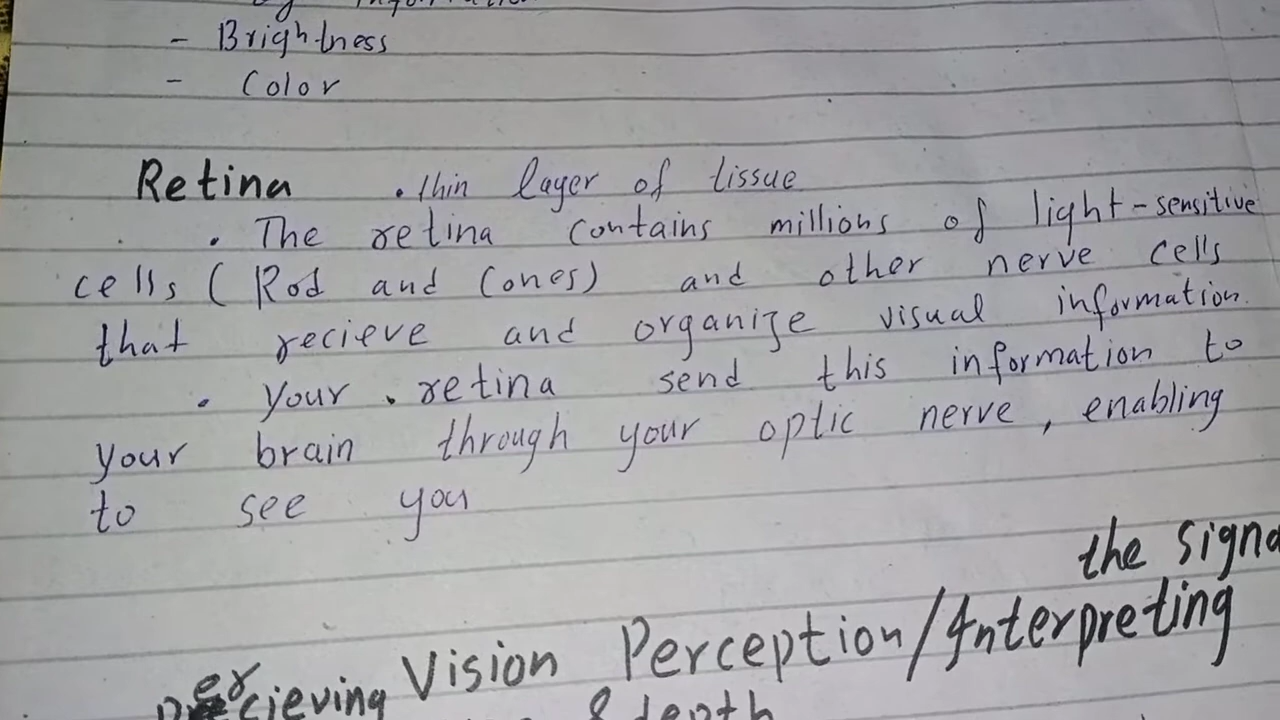 - Brightness
- Color
Retina . thin layer of tissue
. The retina contains millions of light-sensitive
cells (Rod and Cones) and other nerve cells
that recieve and organize visual information.
. Your . retina send this information to
your brain through your optic nerve, enabling
to see you
the
Vision Perception/Interpreting
& depth